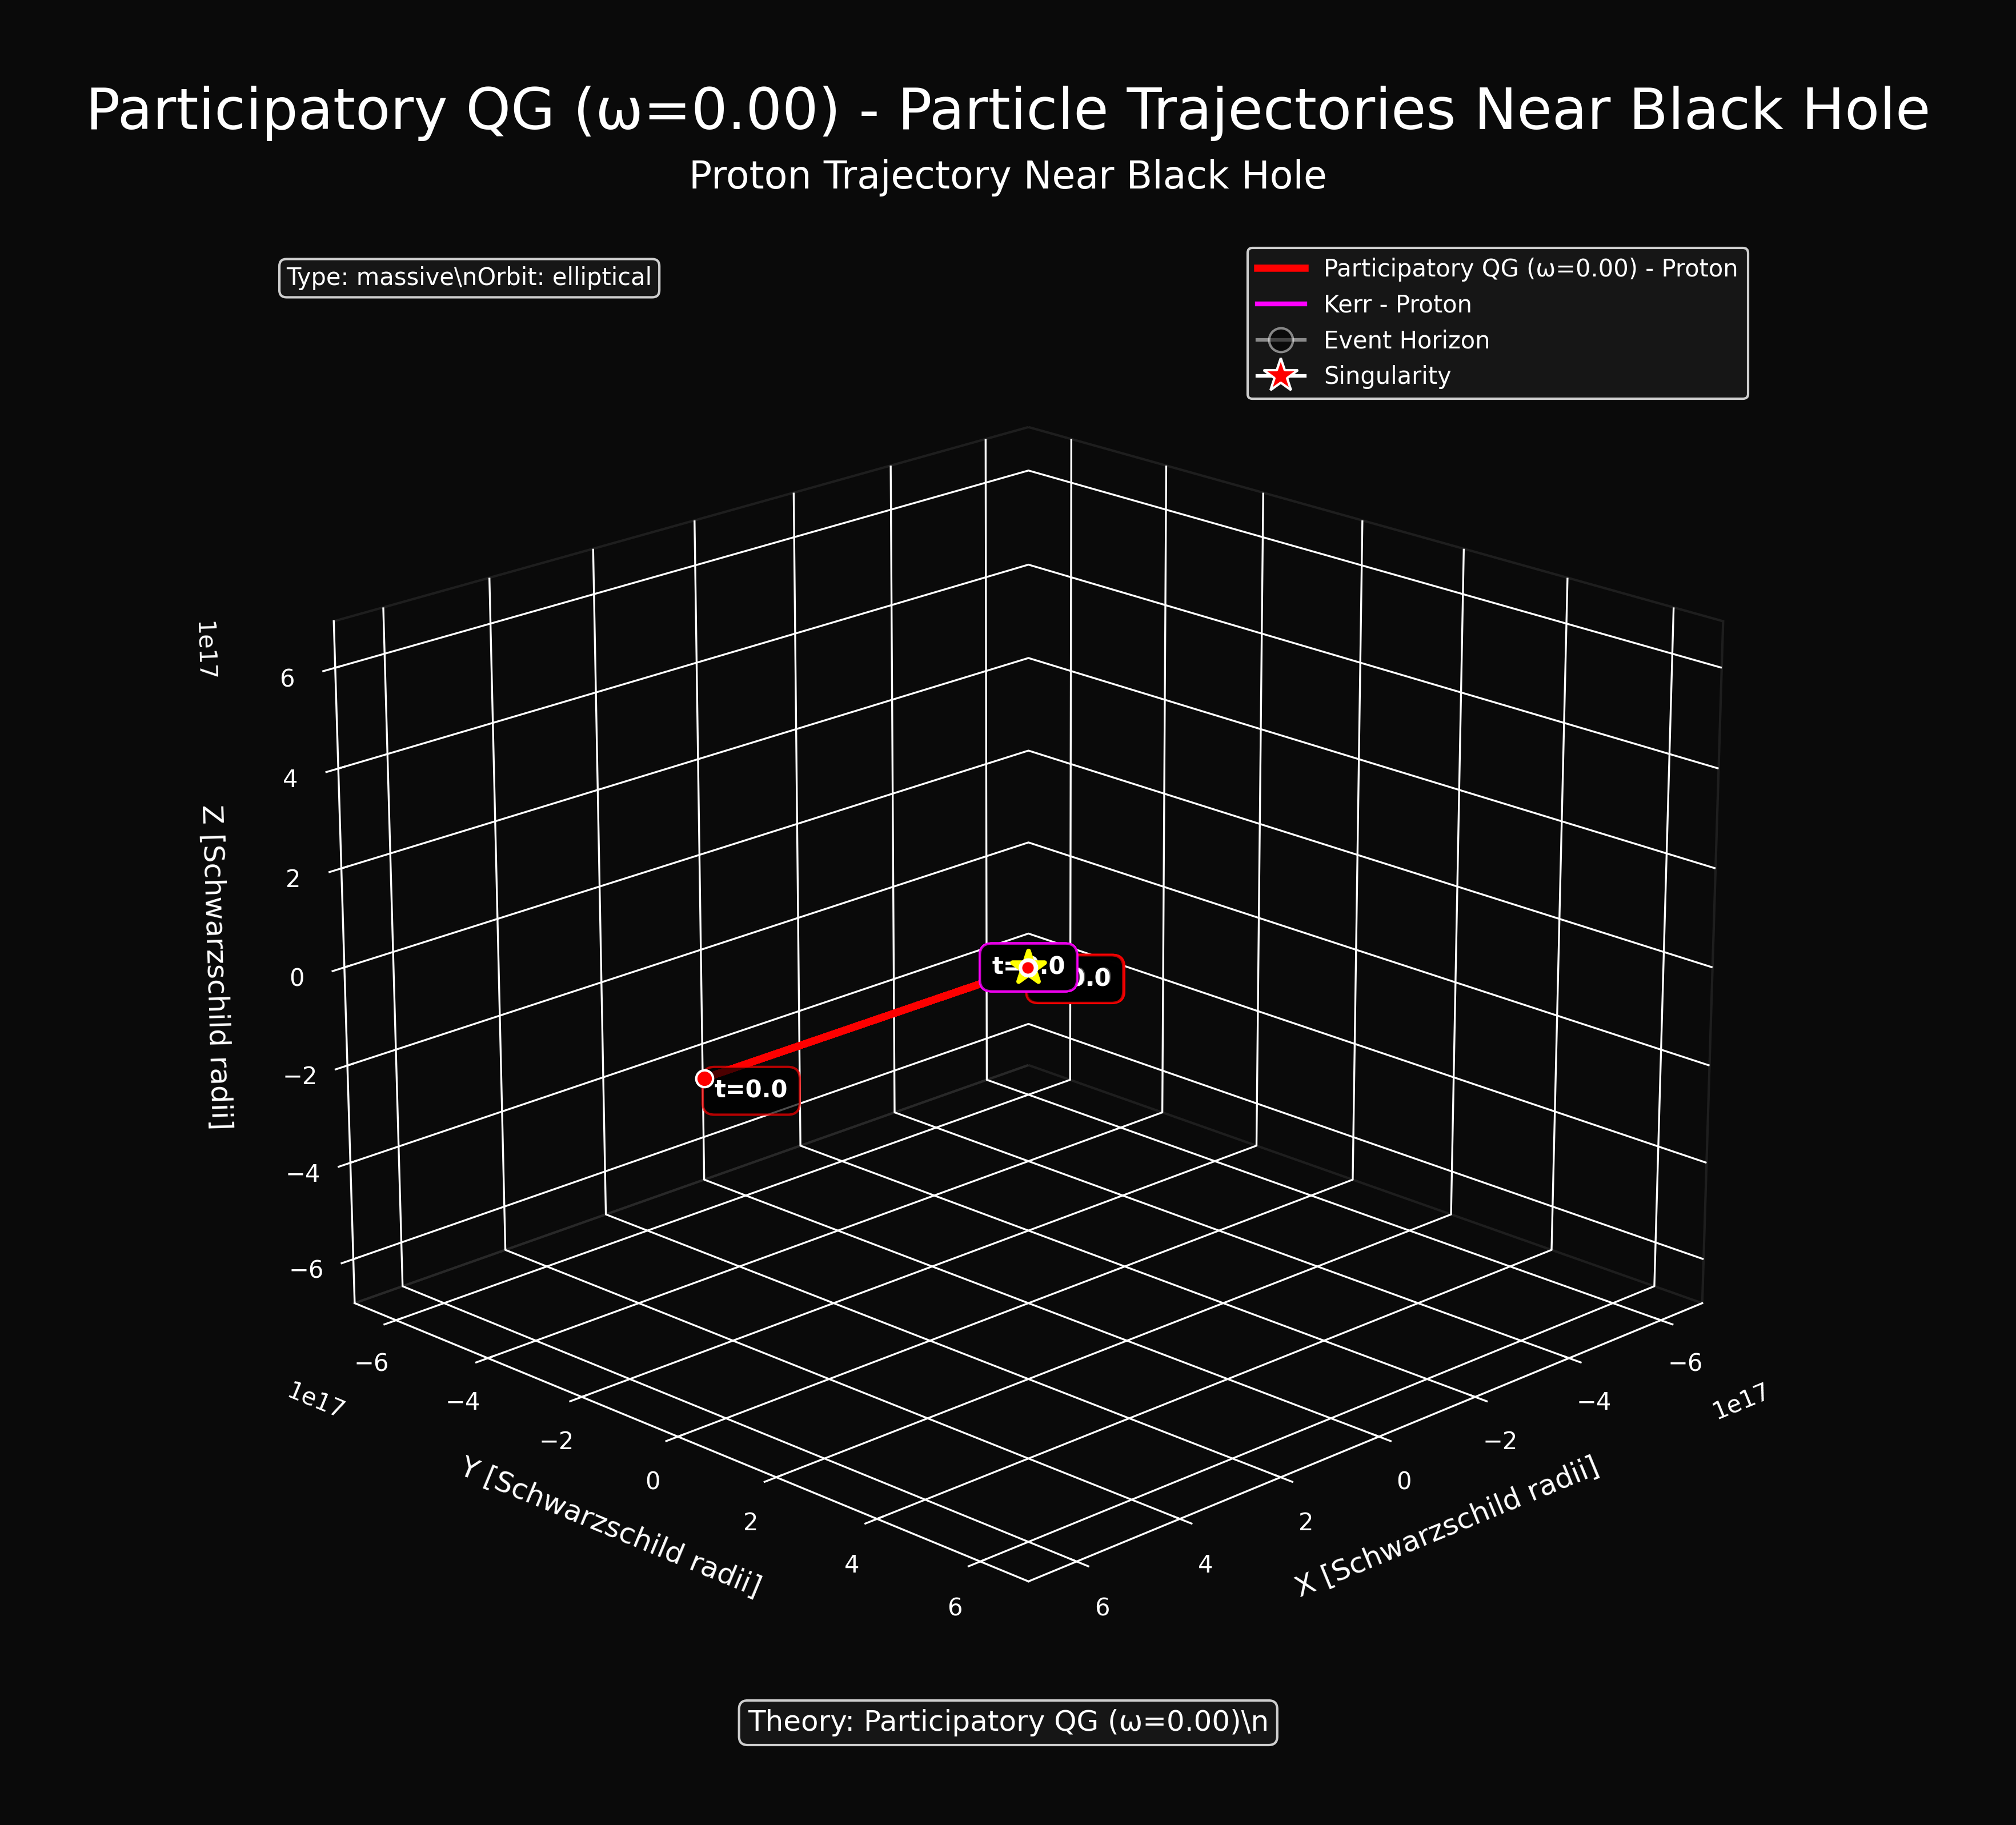 Participatory QG (ω=0.00) - Particle Trajectories Near Black Hole
Proton Trajectory Near Black Hole
Type: massive\nOrbit: elliptical
Participatory QG (ω=0.00) - Proton
Kerr - Proton
Event Horizon
Singularity
1e17
6
4
2
0
−2
−4
−6
Z [Schwarzschild radii]
t=0.0
−6
−4
−2
0
2
4
6
1e17
Y [Schwarzschild radii]
6
4
2
0
−2
−4
−6
1e17
X [Schwarzschild radii]
Theory: Participatory QG (ω=0.00)\n